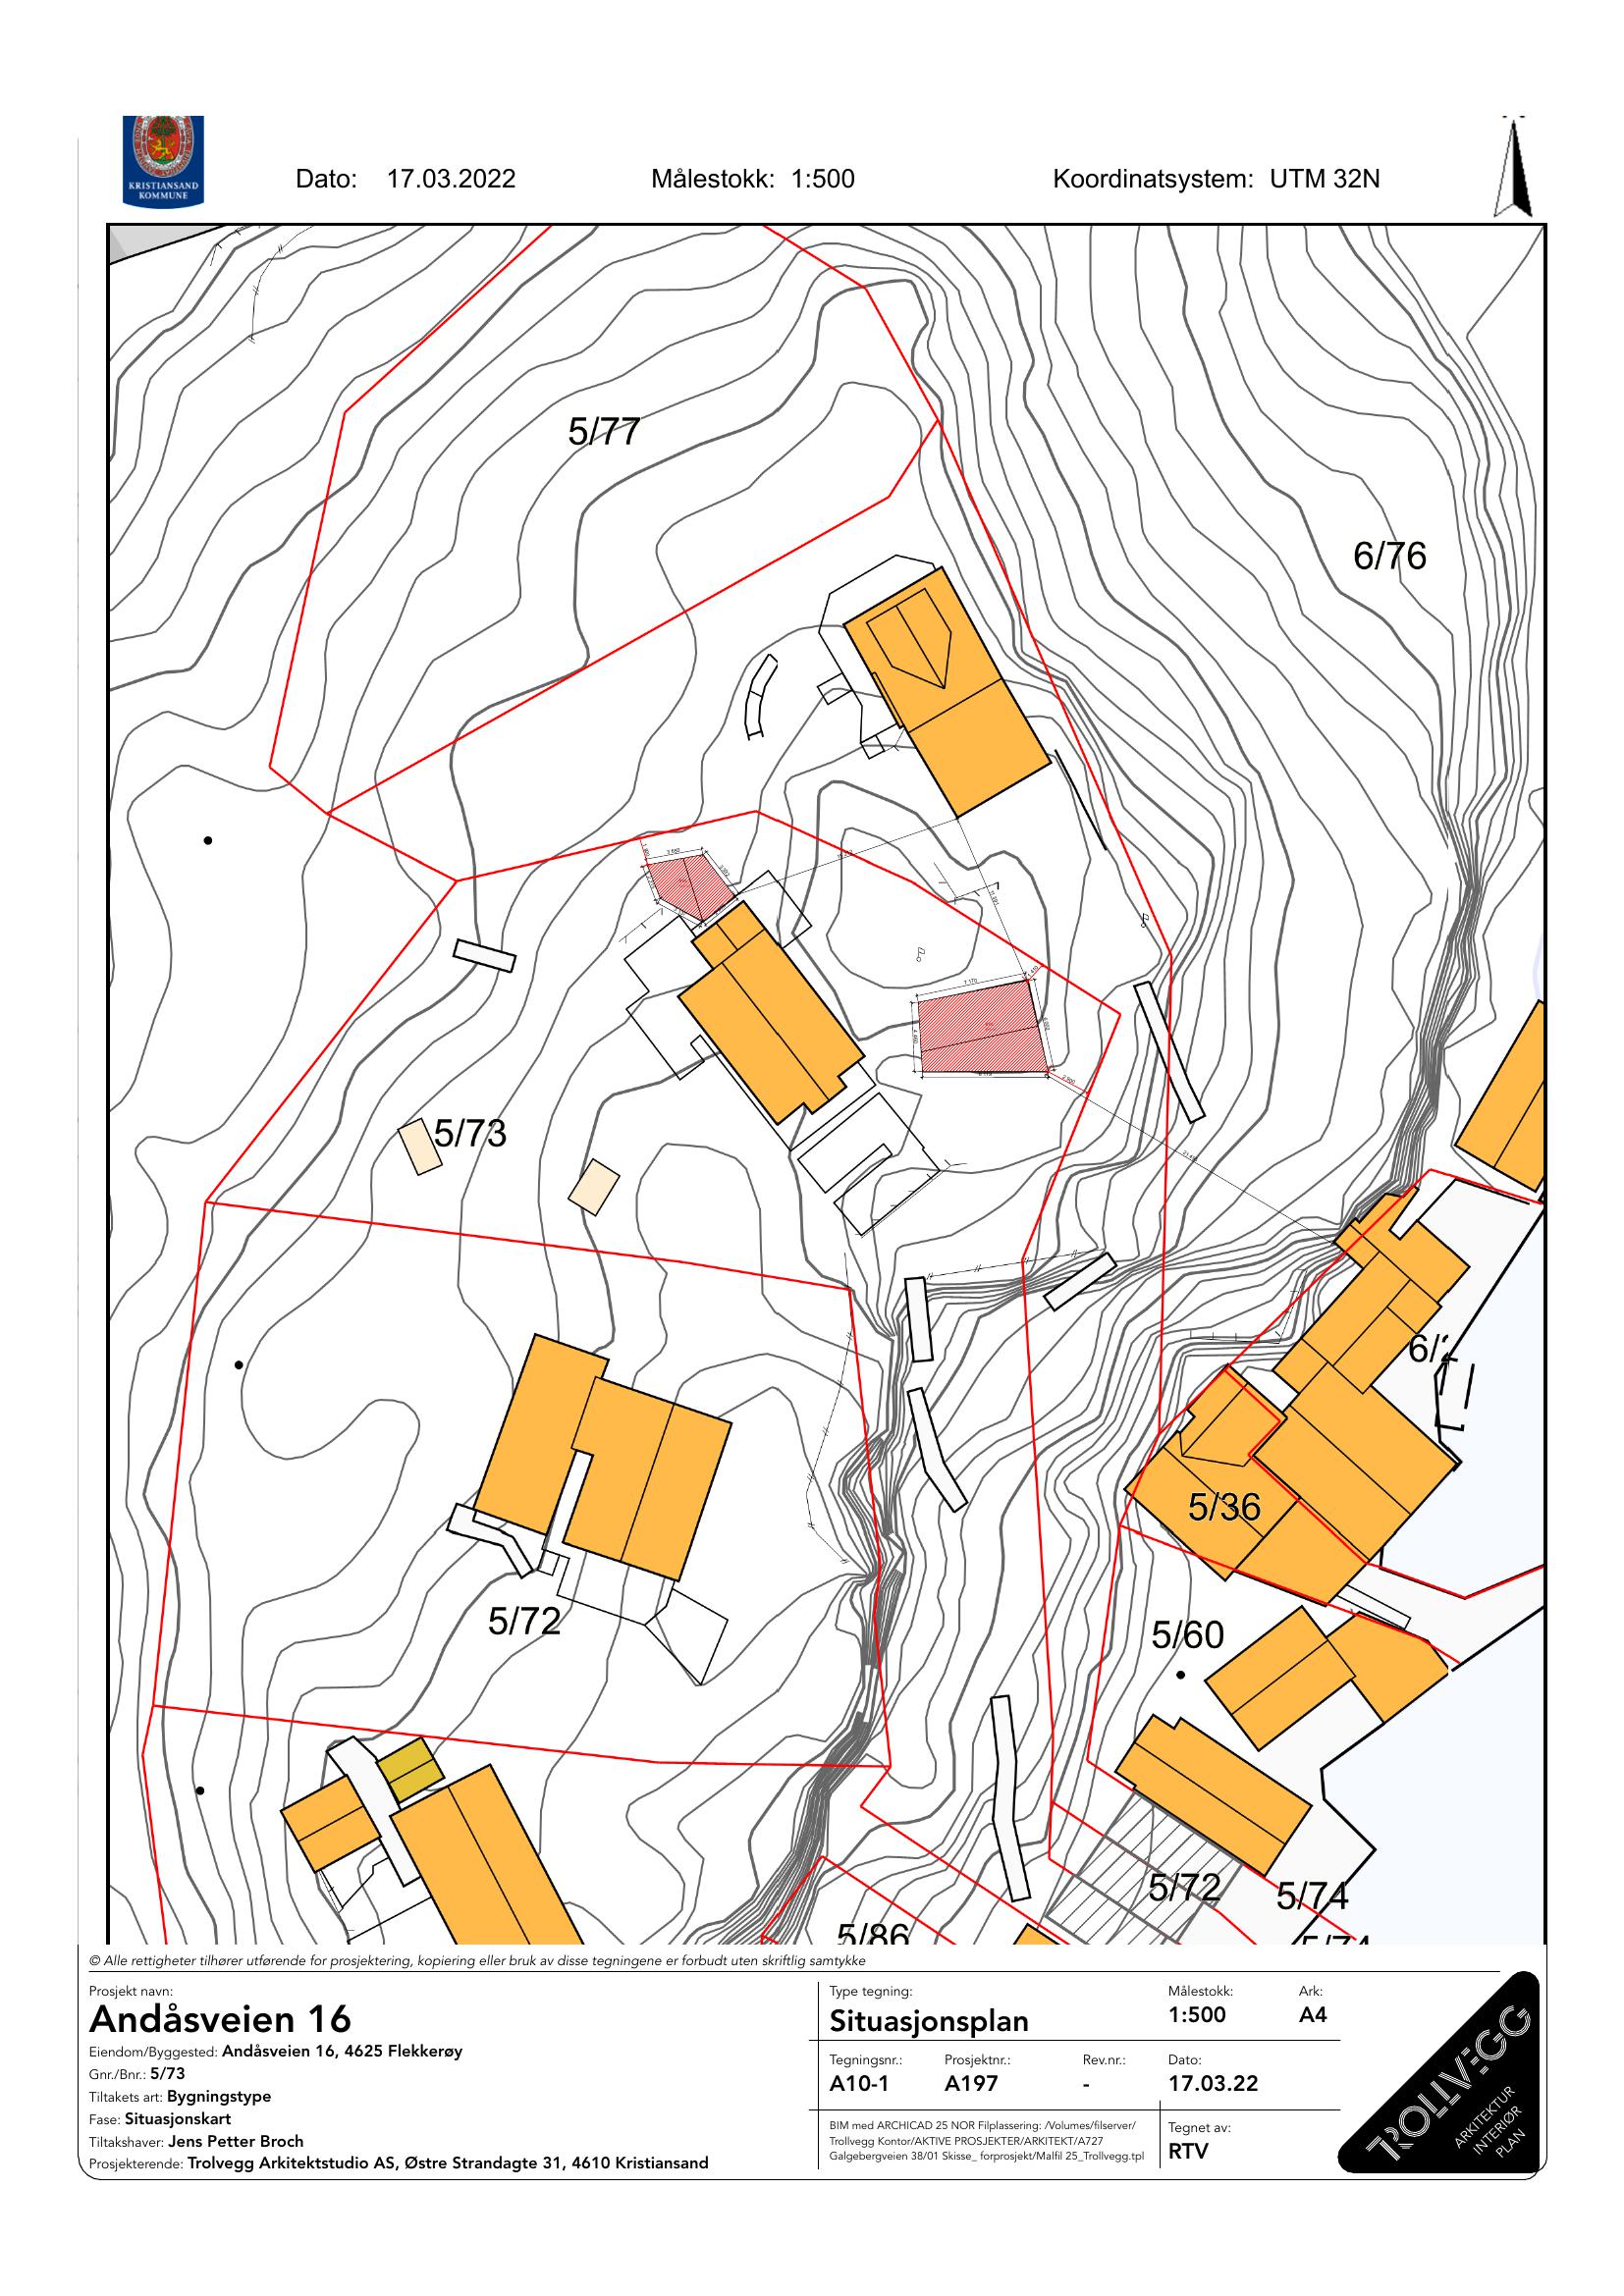 KRISTIANSAND
KOMMUNE
Dato: 17.03.2022 Målestokk: 1:500 Koordinatsystem: UTM 32N
5/77
6/76
5/73
6/2
5/36
5/72
5/60
5/72
5/74
5/86
5/74
© Alle rettigheter tilhører utførende for prosjektering, kopiering eller bruk av disse tegningene er forbudt uten skriftlig samtykke
Prosjekt navn:
Andåsveien 16
Eiendom/Byggested: Andåsveien 16, 4625 Flekkerøy
Gnr./Bnr.: 5/73
Tiltakets art: Bygningstype
Fase: Situasjonskart
Tiltakshaver: Jens Petter Broch
Prosjekterende: Trolvegg Arkitektstudio AS, Østre Strandagte 31, 4610 Kristiansand
Type tegning:
Situasjonsplan
Målestokk:
1:500
Ark:
A4
Tegningsnr.:
A10-1
Prosjektnr.:
A197
Rev.nr.:
-
Dato:
17.03.22
BIM med ARCHICAD 25 NOR Filplassering: /Volumes/filserver/
Trollvegg Kontor/AKTIVE PROSJEKTER/ARKITEKT/A727
Galgebergveien 38/01 Skisse_ forprosjekt/Malfil 25_Trollvegg.tpl
Tegnet av:
RTV
TROLLVEGG
ARKITEKTUR
INTERIØR
PLAN